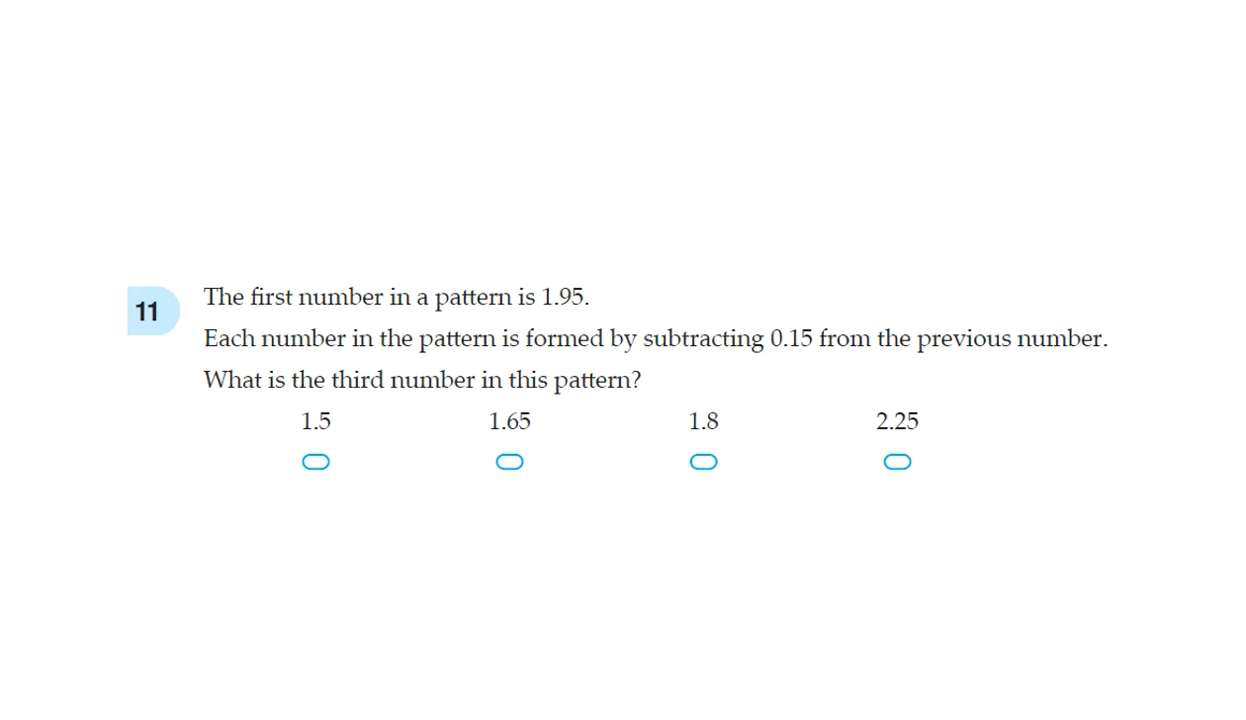 11
The first number in a pattern is 1.95.
Each number in the pattern is formed by subtracting 0.15 from the previous number.
What is the third number in this pattern?
1.5 1.65 1.8 2.25